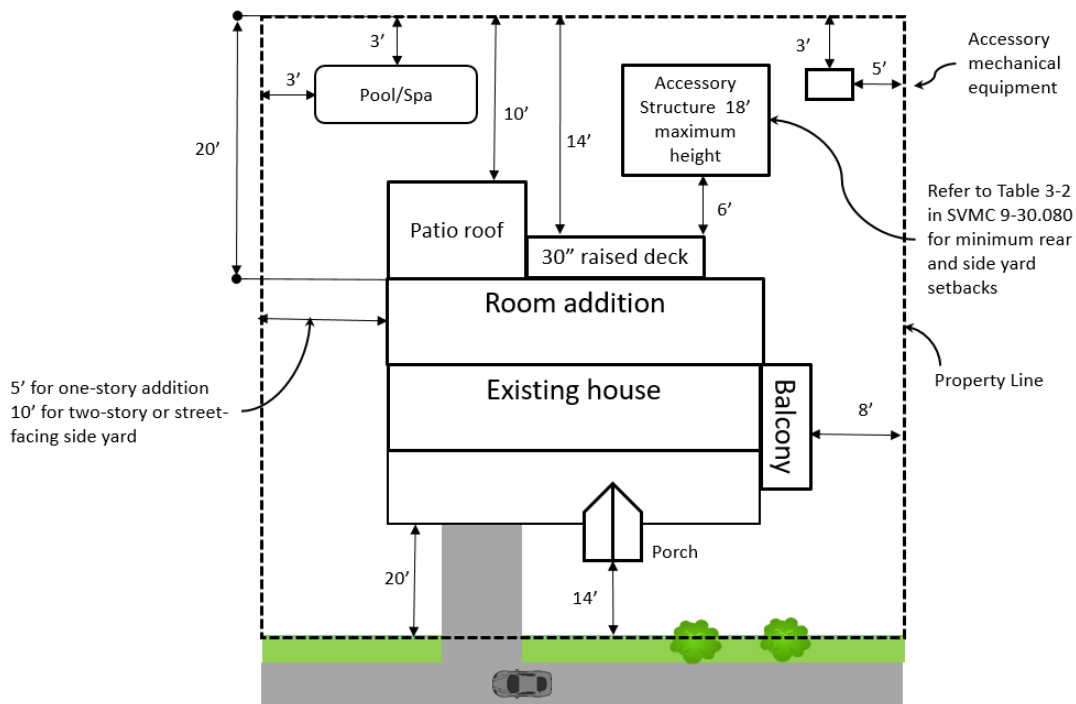 3’
3’
Pool/Spa
20’
10’
14’
Accessory
Structure 18’
maximum
height
6’
3’
5’
Accessory
mechanical
equipment
Refer to Table 3-2
in SVMC 9-30.080
for minimum rear
and side yard
setbacks
Patio roof
30” raised deck
Room addition
5’ for one-story addition
10’ for two-story or street-
facing side yard
Existing house
Balcony
8’
Property Line
Porch
20’
14’